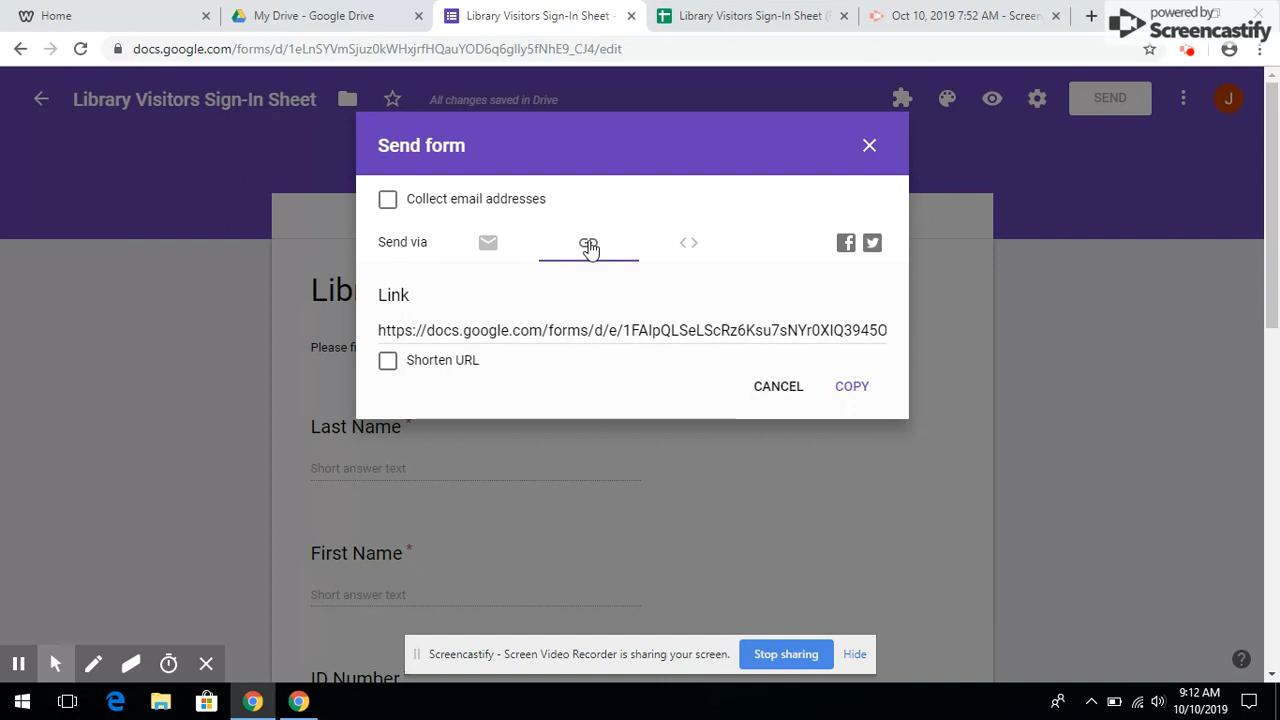 Home
My Drive - Google Drive
Library Visitors Sign-In Sheet -
Library Visitors Sign-In Sheet (
Oct 10, 2019 7:52 AM - Screen
powered by
Screencastify
docs.google.com/forms/d/1eLnSYVmSjuz0kWHxjrfHQauYOD6q6gIly5fNhE9_CJ4/edit
Library Visitors Sign-In Sheet
All changes saved in Drive
SEND
J
Send form
Collect email addresses
Send via
Link
https://docs.google.com/forms/d/e/1FAIpQLSeLScRz6Ksu7sNYr0XIQ3945O
Shorten URL
CANCEL
COPY
Libr
Please fi
Last Name *
Short answer text
First Name *
Short answer text
ID Number
Screencastify - Screen Video Recorder is sharing your screen.
Stop sharing
Hide
9:12 AM
10/10/2019